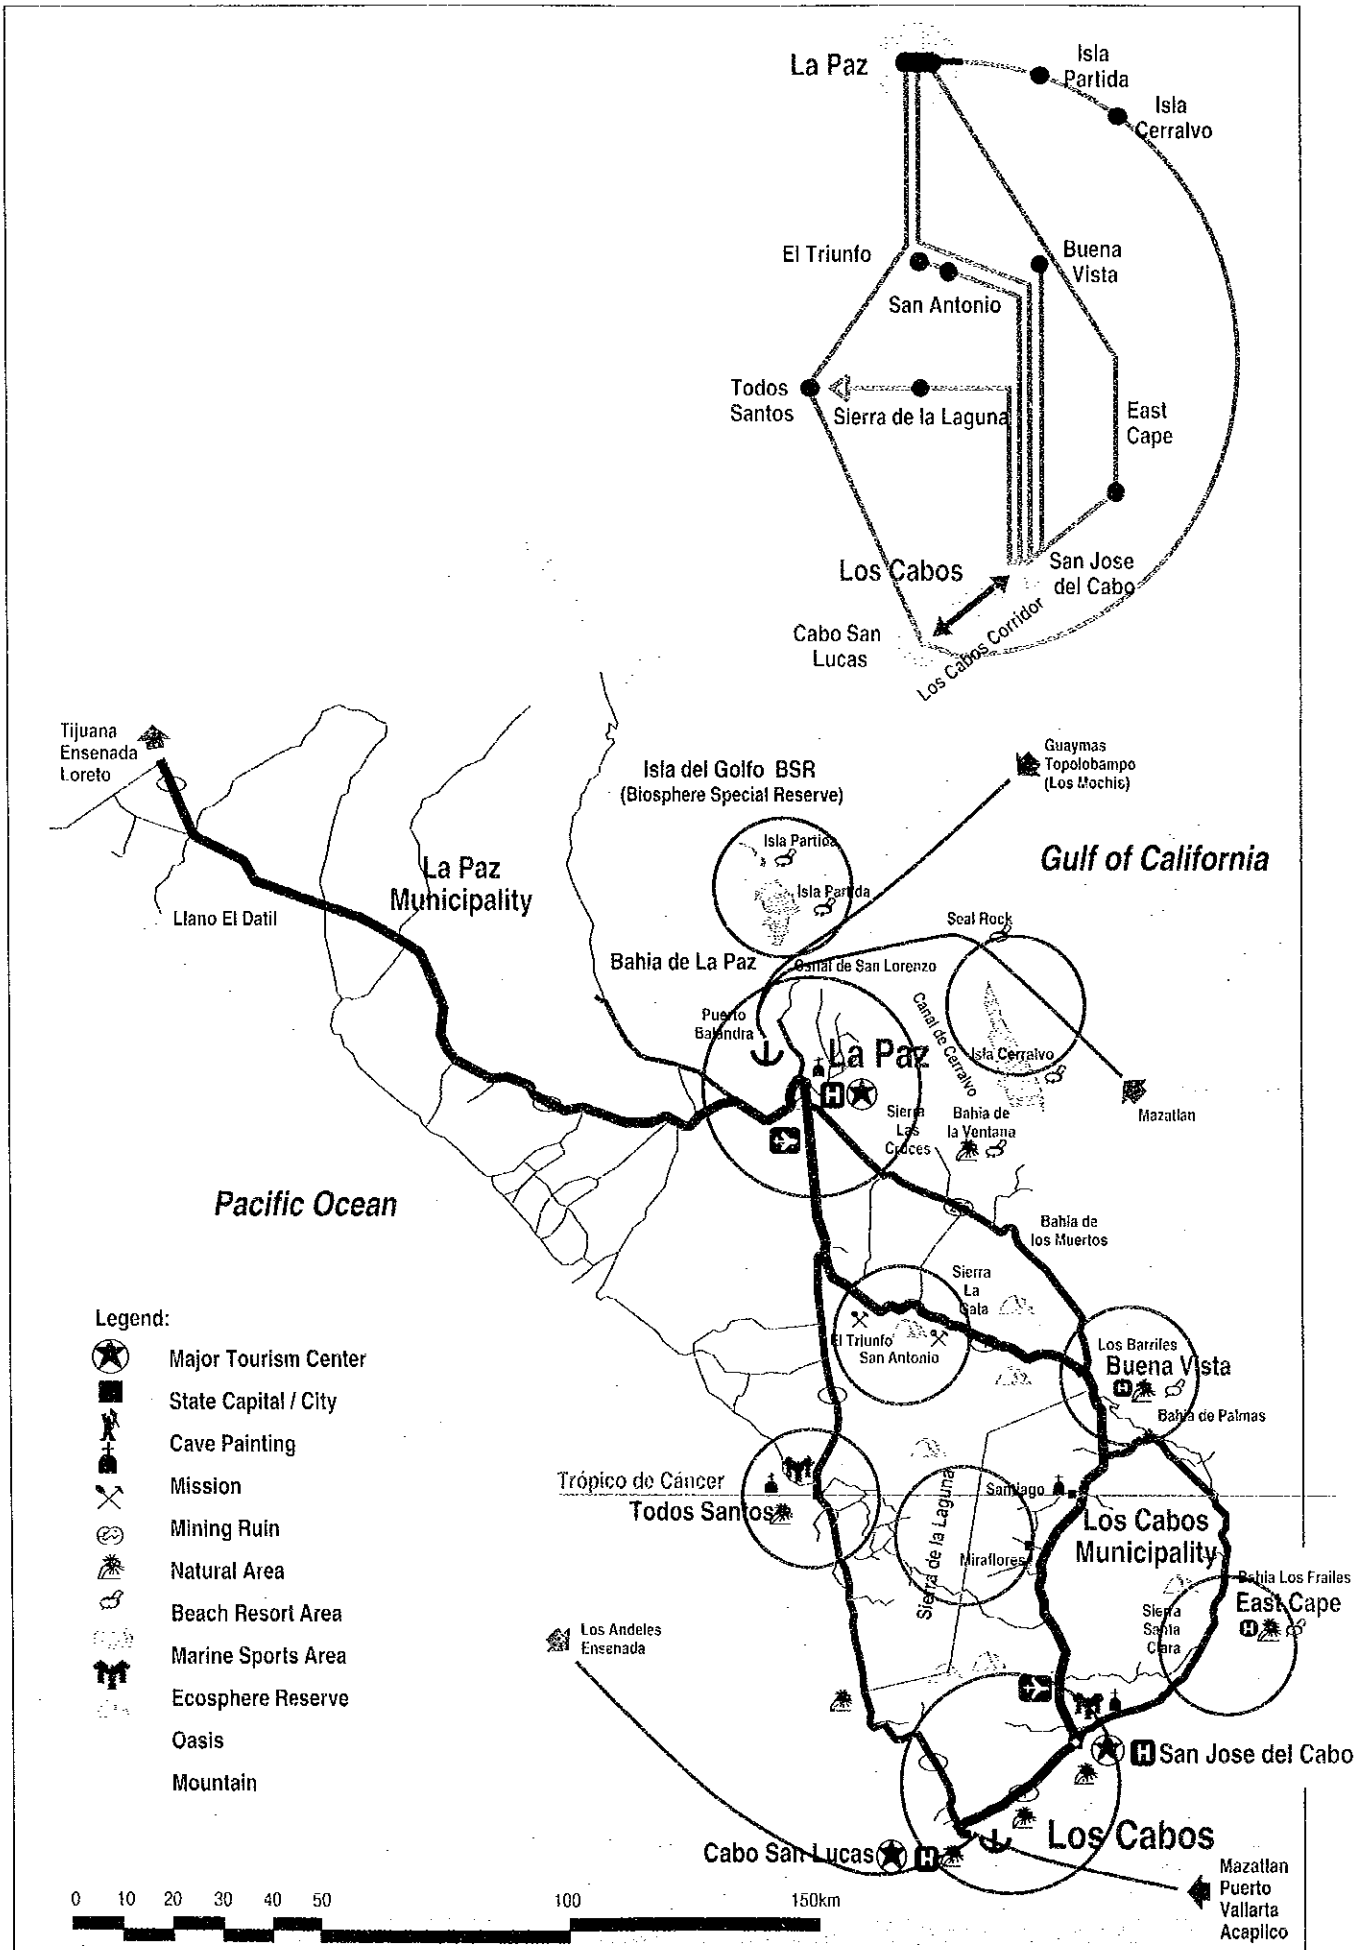 La Paz
Isla
Partida
Isla
Cerralvo
El Triunfo
Buena
Vista
San Antonio
Todos
Santos
Sierra de la Laguna
East
Cape
Los Cabos
San Jose
del Cabo
Cabo San
Lucas
Los Cabos Corridor
Tijuana
Ensenada
Loreto
Guaymas
Topolobampo
(Los Mochis)
Isla del Golfo BSR
(Biosphere Special Reserve)
Isla Partida
Isla Partida
Gulf of California
La Paz
Municipality
Llano El Datil
Seal Rock
Bahia de La Paz
Csnal de San Lorenzo
Canal de Cerralvo
Puerto
Balandra
La Paz
Isla Cerralvo
Mazatlan
Sierra
Las
Cruces
Bahia de
la Ventana
H
Pacific Ocean
Bahia de
los Muertos
Sierra
La
Gata
El Triunfo
San Antonio
Los Barriles
Buena Vista
H
Bahia de Palmas
Legend:
Major Tourism Center
State Capital / City
Cave Painting
Mission
Mining Ruin
Natural Area
Beach Resort Area
Marine Sports Area
Ecosphere Reserve
Oasis
Mountain
Trópico de Cáncer
Todos Santos
Santiago
Sierra de la Laguna
Miraflores
Los Cabos
Municipality
Bahia Los Frailes
East Cape
H
Sierra
Santa
Clara
Los Andeles
Ensenada
H San Jose del Cabo
Los Cabos
Cabo San Lucas
H
Mazatlan
Puerto
Vallarta
Acaplico
0 10 20 30 40 50 100 150km